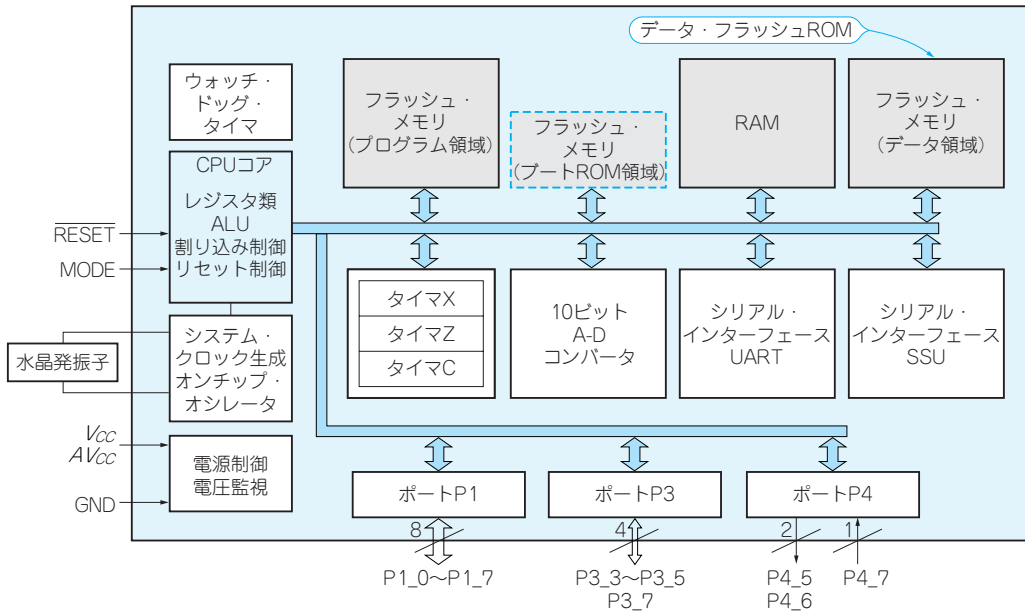 データ・フラッシュROM
ウォッチ・
ドッグ・
タイマ
フラッシュ・
メモリ
(プログラム領域)
フラッシュ・
メモリ
(ブートROM領域)
RAM
フラッシュ・
メモリ
(データ領域)
CPUコア
レジスタ類
ALU
割り込み制御
リセット制御
RESET
MODE
タイマX
タイマZ
タイマC
10ビット
A-D
コンバータ
シリアル・
インターフェース
UART
シリアル・
インターフェース
SSU
水晶発振子
システム・
クロック生成
オンチップ・
オシレータ
VCC
AVCC
GND
電源制御
電圧監視
ポートP1
ポートP3
ポートP4
8
4
2
1
P1_0〜P1_7
P3_3〜P3_5
P3_7
P4_5
P4_6
P4_7